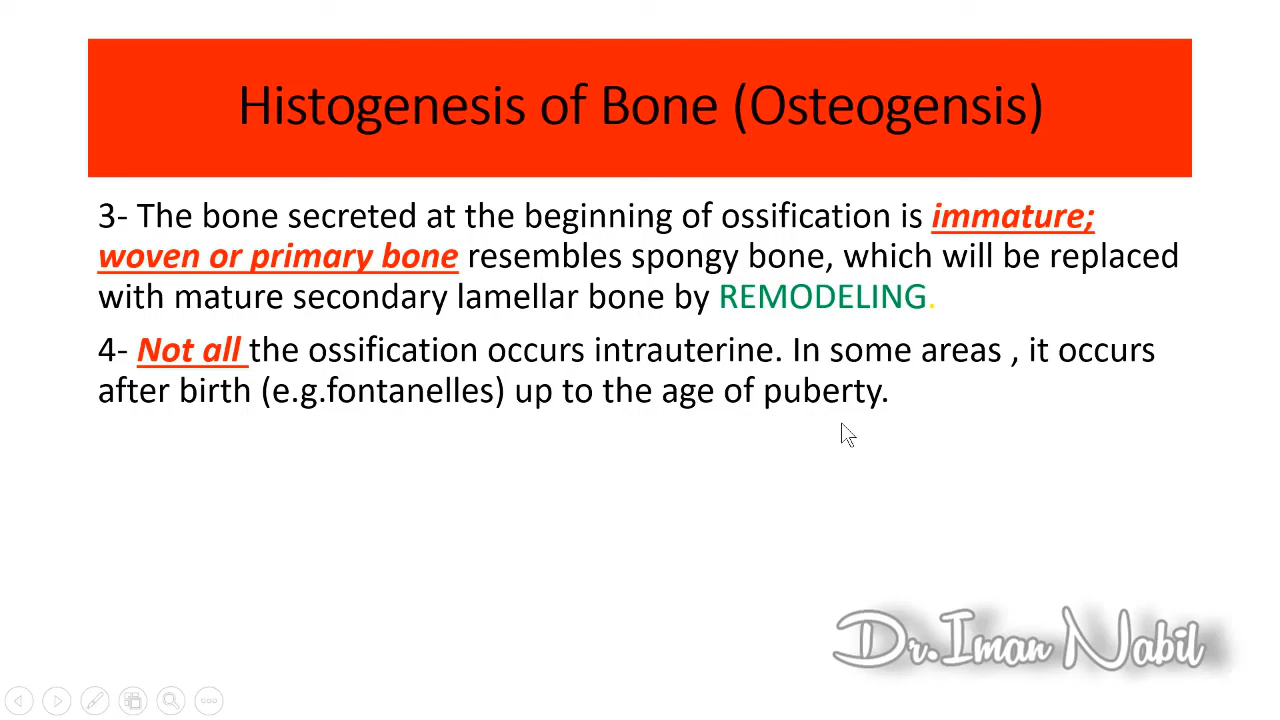 Histogenesis of Bone (Osteogensis)
3- The bone secreted at the beginning of ossification is immature;
woven or primary bone resembles spongy bone, which will be replaced
with mature secondary lamellar bone by REMODELING.
4- Not all the ossification occurs intrauterine. In some areas , it occurs
after birth (e.g.fontanelles) up to the age of puberty.
Dr.Iman Nabil